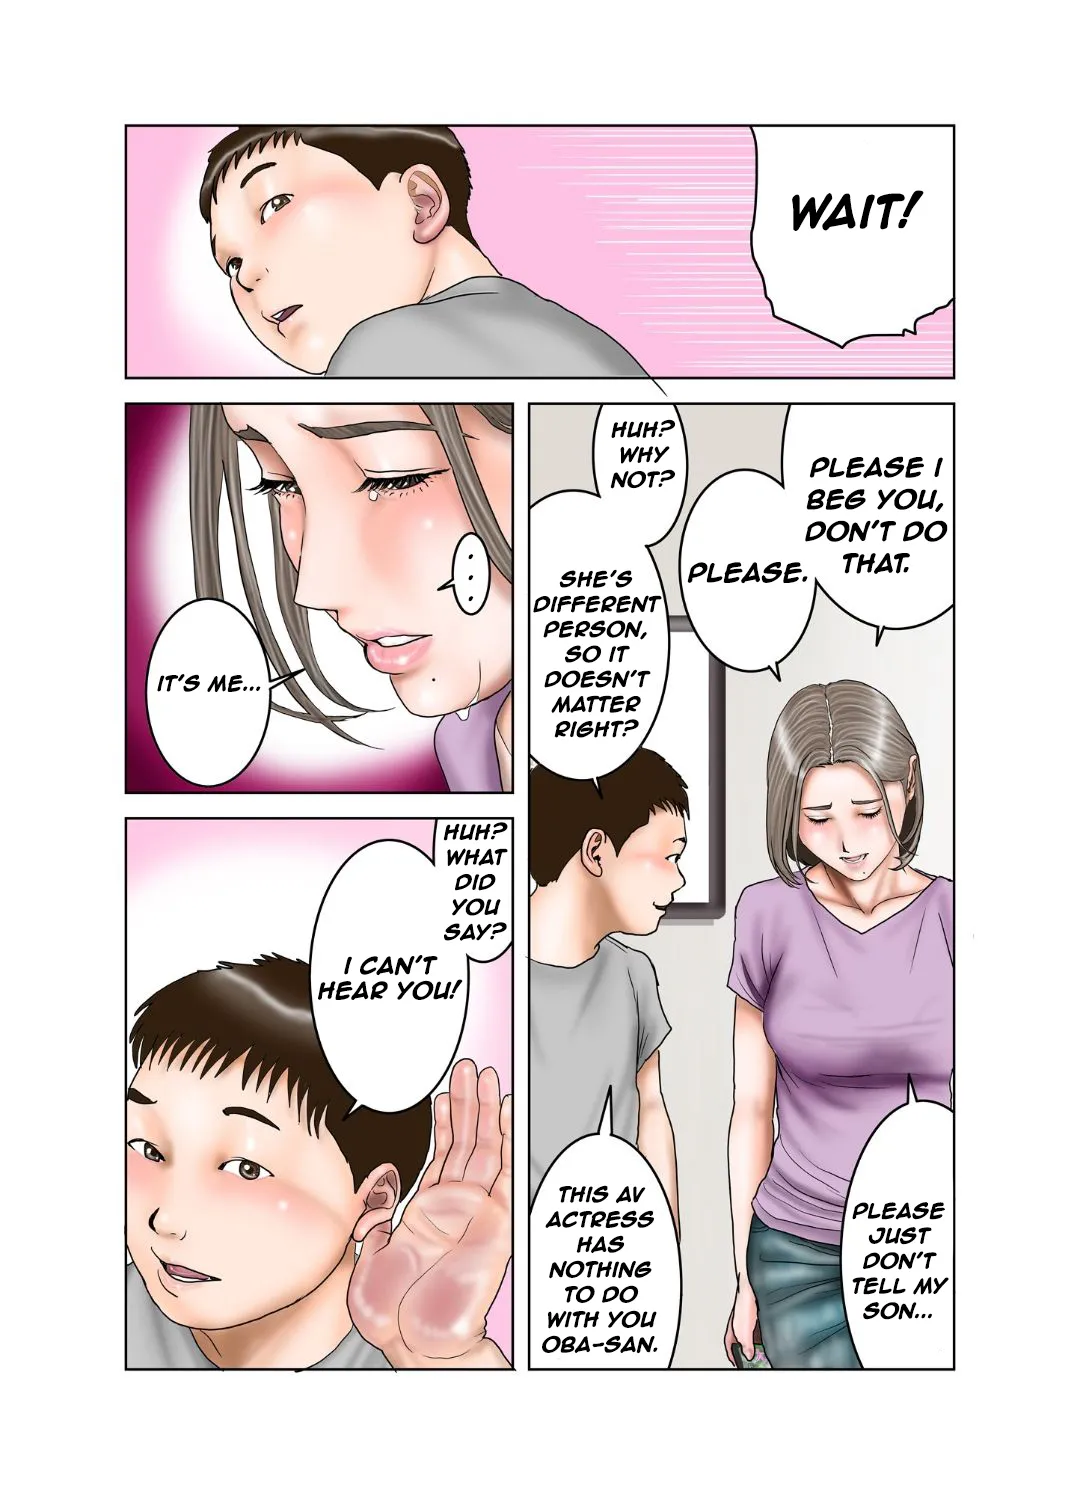 WAIT!
PLEASE I
BEG YOU,
DON'T DO
THAT.
PLEASE.
HUH?
WHY
NOT?
SHE'S
DIFFERENT
PERSON,
SO IT
DOESN'T
MATTER
RIGHT?
THIS AV
ACTRESS
HAS
NOTHING
TO DO
WITH YOU
OBA-SAN.
PLEASE
JUST
DON'T
TELL MY
SON...
...
IT'S ME...
HUH?
WHAT
DID
YOU
SAY?
I CAN'T
HEAR YOU!